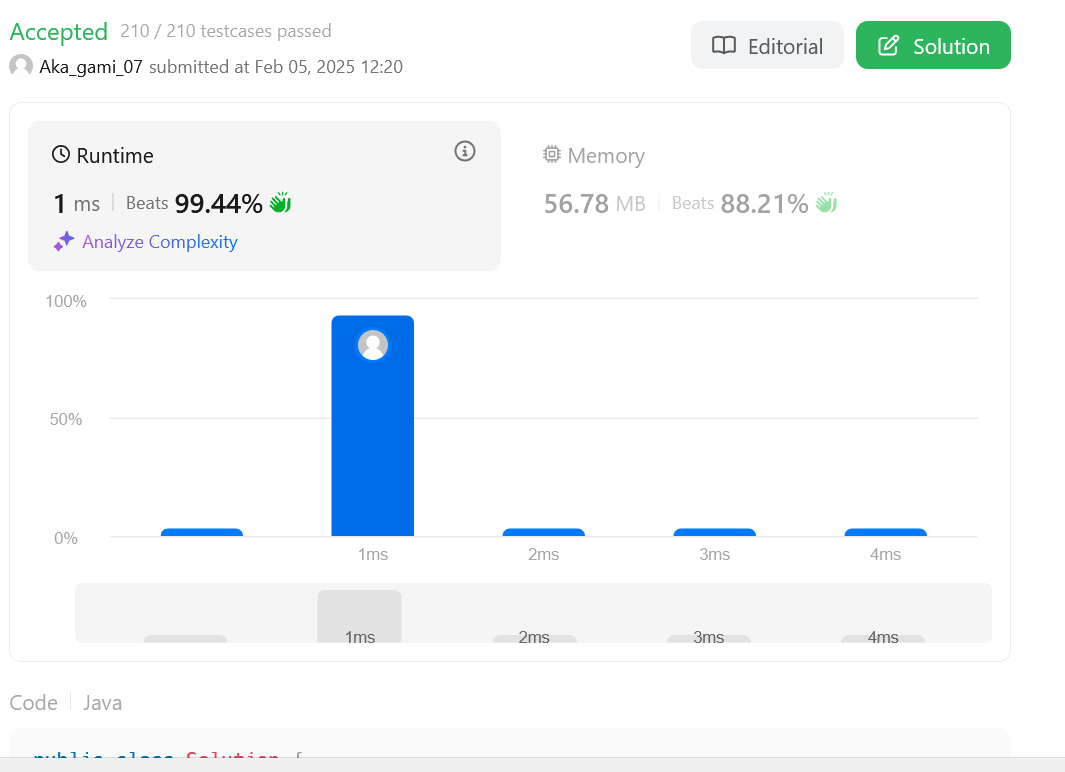 Accepted 210 / 210 testcases passed
Editorial
Solution
Aka_gami_07 submitted at Feb 05, 2025 12:20
Runtime
1 ms | Beats 99.44%
Analyze Complexity
Memory
56.78 MB | Beats 88.21%
100%
50%
0%
1ms 2ms 3ms 4ms
1ms 2ms 3ms 4ms
Code | Java
public class Solution {